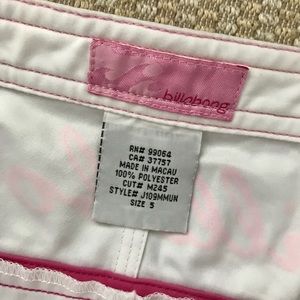 billabong
RN# 99064
CA# 37757
MADE IN MACAU
100% POLYESTER
CUT# M245
STYLE# J109MMUN
SIZE 5